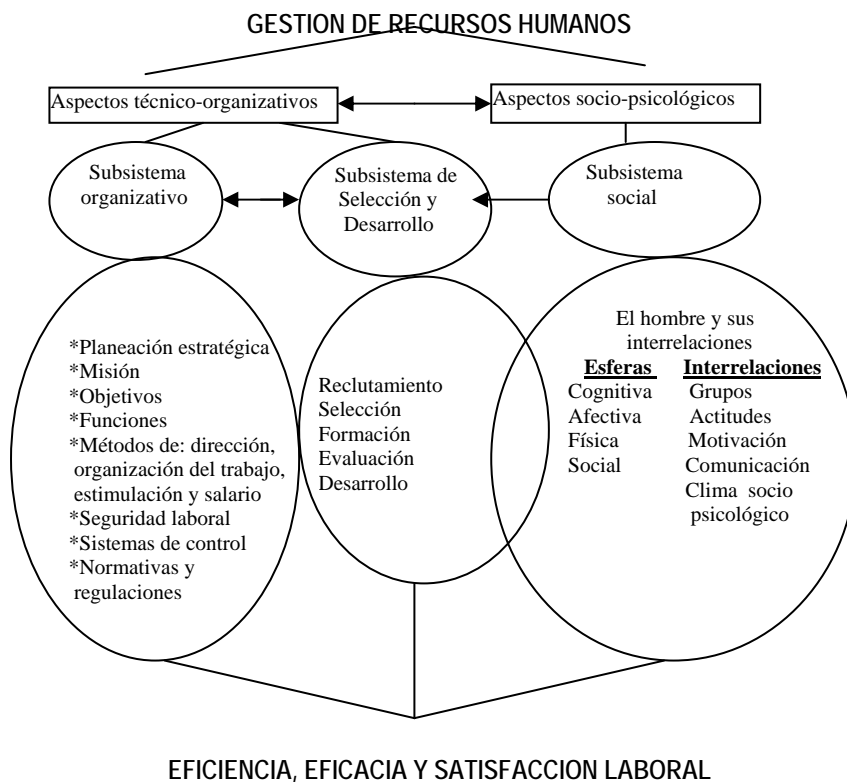 GESTION DE RECURSOS HUMANOS
Aspectos técnico-organizativos
Aspectos socio-psicológicos
Subsistema
organizativo
Subsistema de
Selección y
Desarrollo
Subsistema
social
*Planeación estratégica
*Misión
*Objetivos
*Funciones
*Métodos de: dirección,
organización del trabajo,
estimulación y salario
*Seguridad laboral
*Sistemas de control
*Normativas y
regulaciones
Reclutamiento
Selección
Formación
Evaluación
Desarrollo
El hombre y sus
interrelaciones
Esferas Interrelaciones
Cognitiva Grupos
Afectiva Actitudes
Física Motivación
Social Comunicación
Clima socio
psicológico
EFICIENCIA, EFICACIA Y SATISFACCION LABORAL